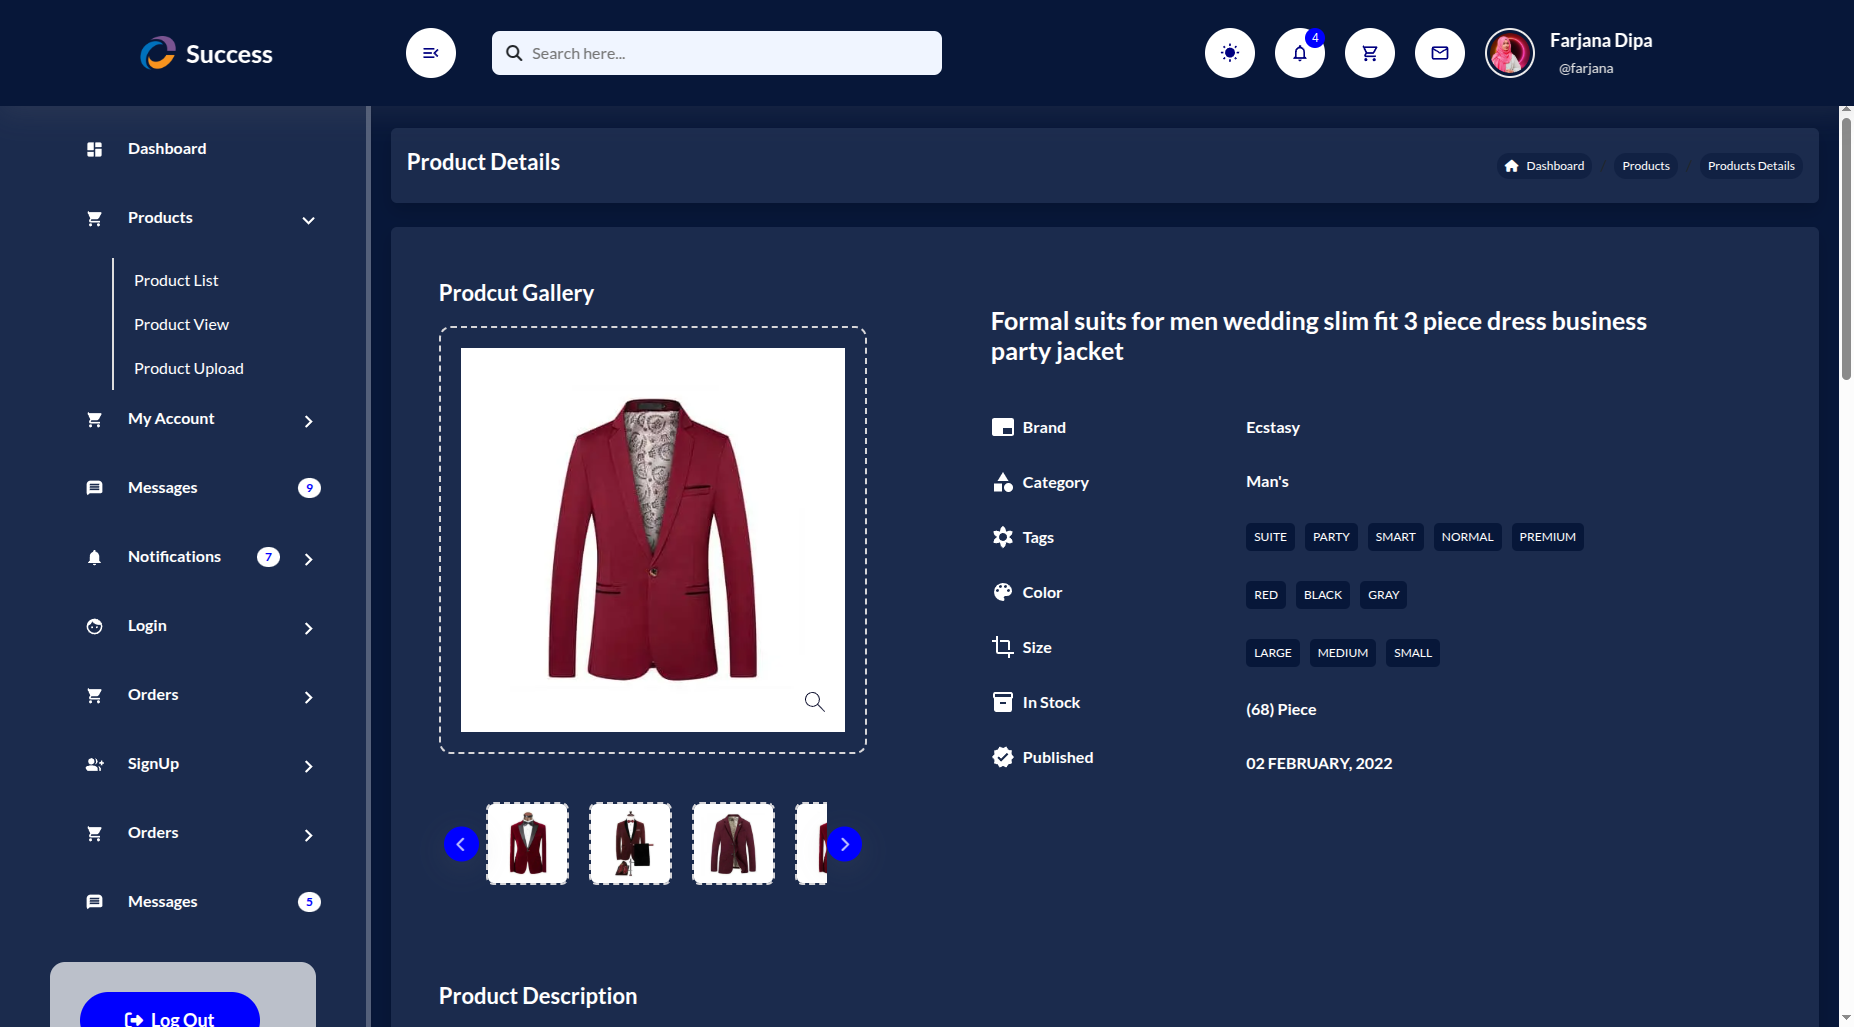 Success
Search here...
4
Farjana Dipa
@farjana
Dashboard
Products
Product List
Product View
Product Upload
My Account
Messages
9
Notifications
7
Login
Orders
SignUp
Orders
Messages
5
Log Out
Product Details
Dashboard
Products
Products Details
Prodcut Gallery
Formal suits for men wedding slim fit 3 piece dress business
party jacket
Brand
Ecstasy
Category
Man's
Tags
SUITE PARTY SMART NORMAL PREMIUM
Color
RED BLACK GRAY
Size
LARGE MEDIUM SMALL
In Stock
(68) Piece
Published
02 FEBRUARY, 2022
Product Description